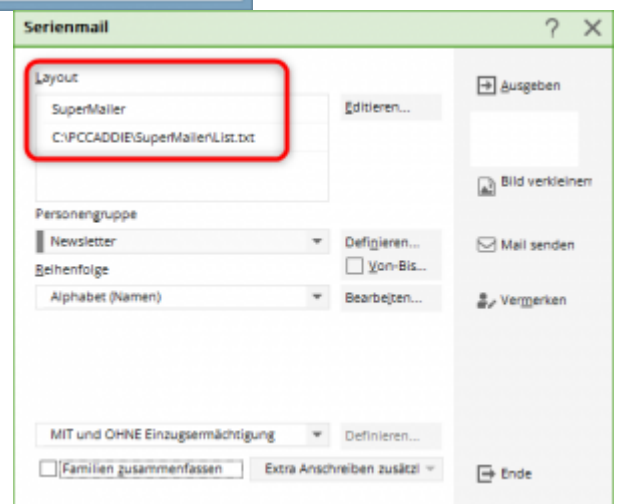 Serienmail ?
Layout
SuperMailer
C:\PCCADDIE\SuperMailer\List.txt
Editieren...
Personengruppe
Newsletter
Definieren...
Von-Bis...
Reihenfolge
Alphabet (Namen)
Bearbeiten...
MIT und OHNE Einzugsermächtigung
Definieren...
Familien zusammenfassen
Extra Anschreiben zusätzl
Ausgeben
Bild verkleinern
Mail senden
Vermerken
Ende